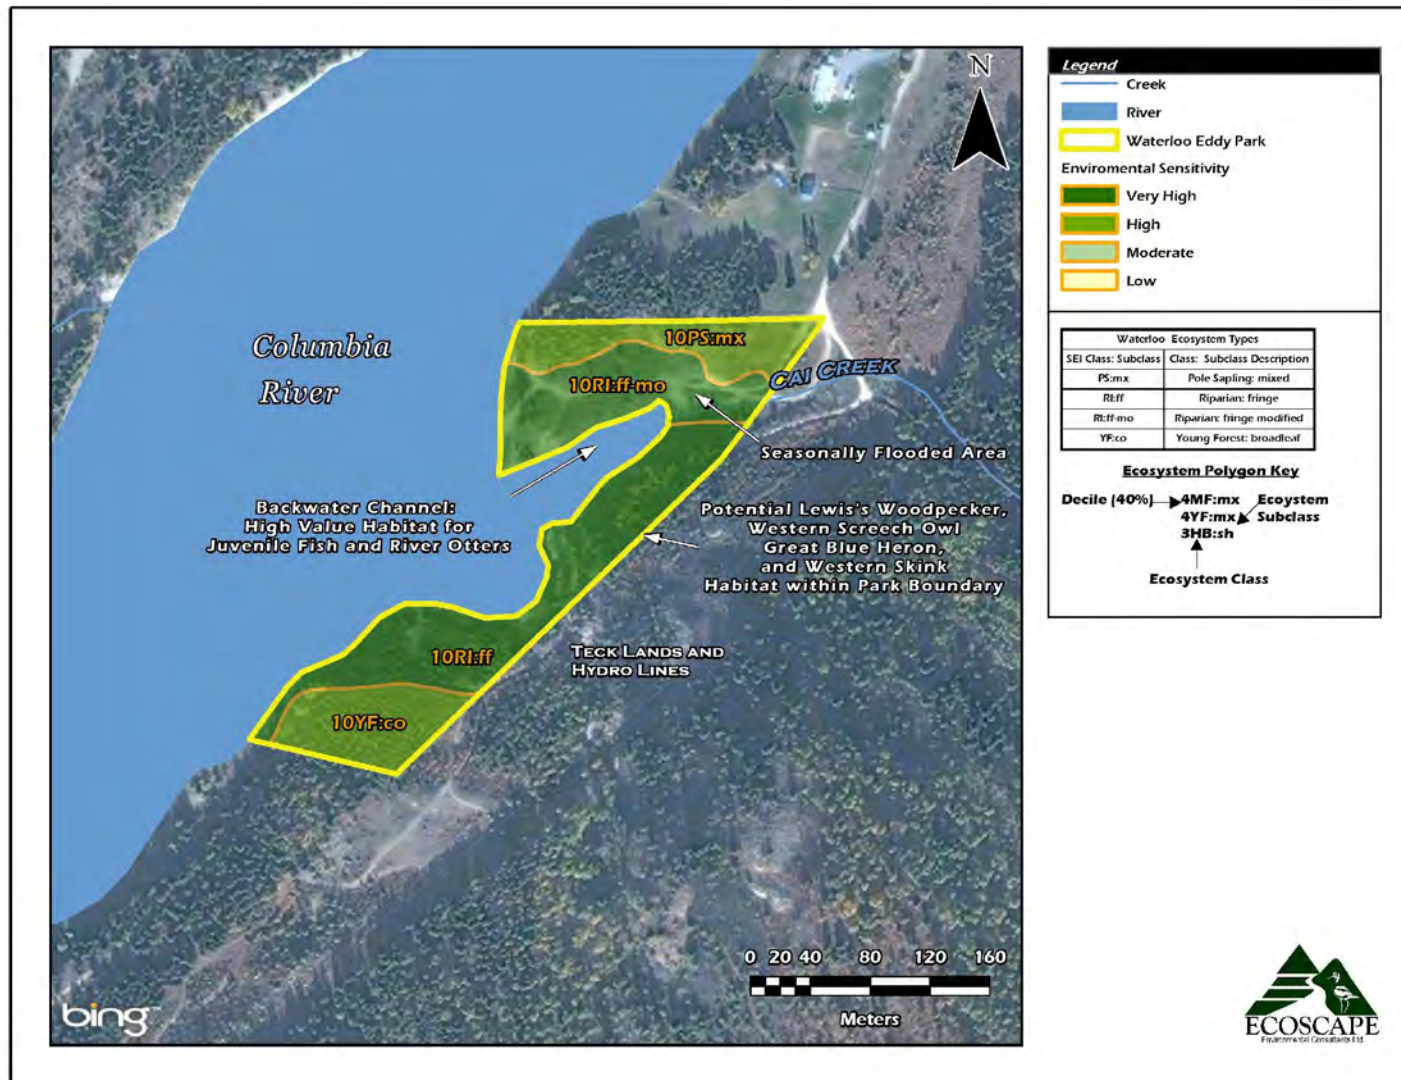 N
Columbia
River
10PS:mx
10RI:ff-mo
CAI CREEK
Seasonally Flooded Area
Backwater Channel:
High Value Habitat for
Juvenile Fish and River Otters
Potential Lewis's Woodpecker,
Western Screech Owl
Great Blue Heron,
and Western Skink
Habitat within Park Boundary
10RI:ff
TECK LANDS AND
HYDRO LINES
10YF:co
0 20 40 80 120 160
Meters
bing
Legend
Creek
River
Waterloo Eddy Park
Enviromental Sensitivity
Very High
High
Moderate
Low
Waterloo Ecosystem Types
SEI Class: Subclass Class: Subclass Description
PS:mx Pole Sapling: mixed
RI:ff Riparian: fringe
RI:ff-mo Riparian: fringe modified
YF:co Young Forest: broadleaf
Ecosystem Polygon Key
Decile (40%) 4MF:mx Ecoystem
4YF:mx Subclass
3HB:sh
Ecosystem Class
ECOSCAPE
Environmental Consultants Ltd.